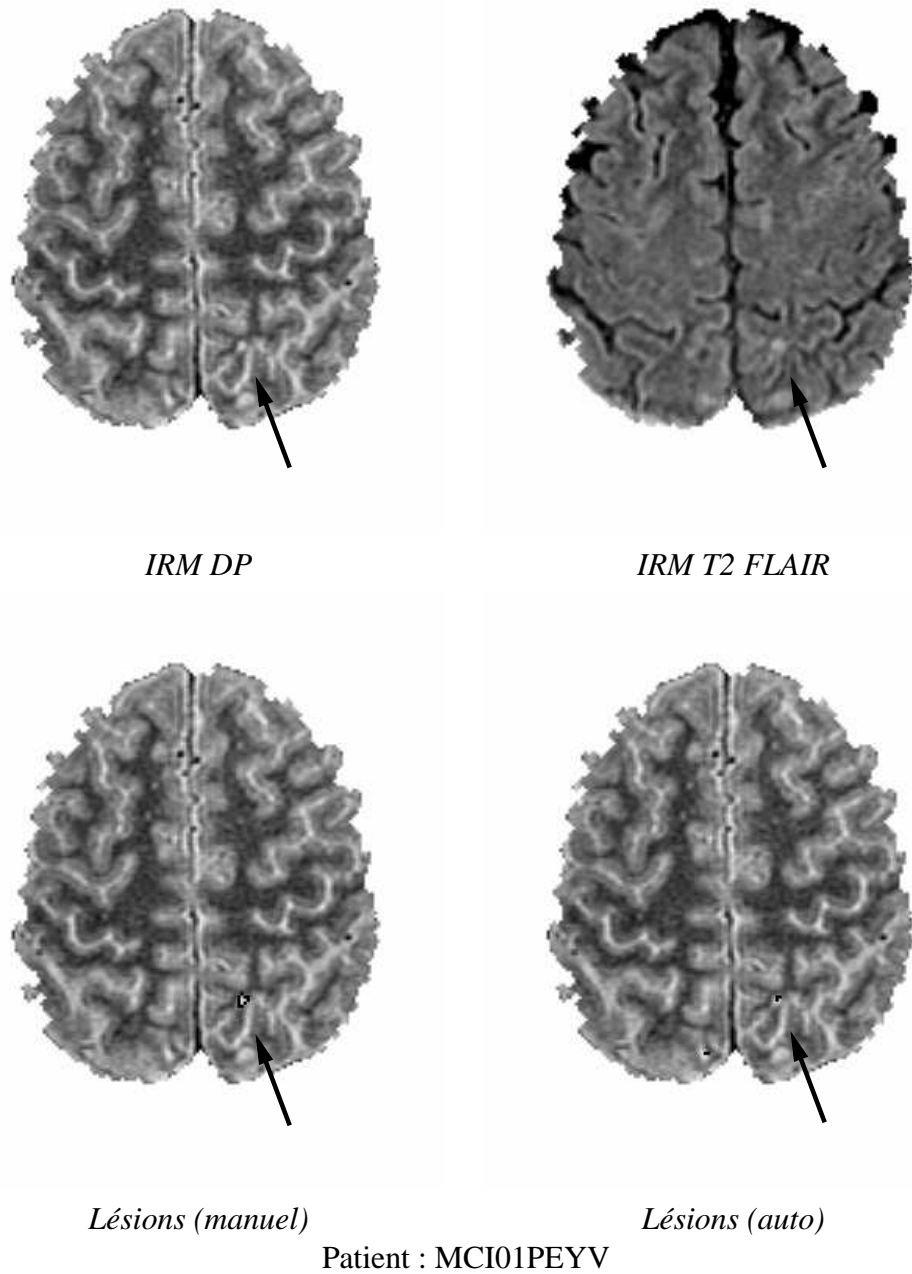 IRM DP
IRM T2 FLAIR
Lésions (manuel)
Lésions (auto)
Patient : MCI01PEYV